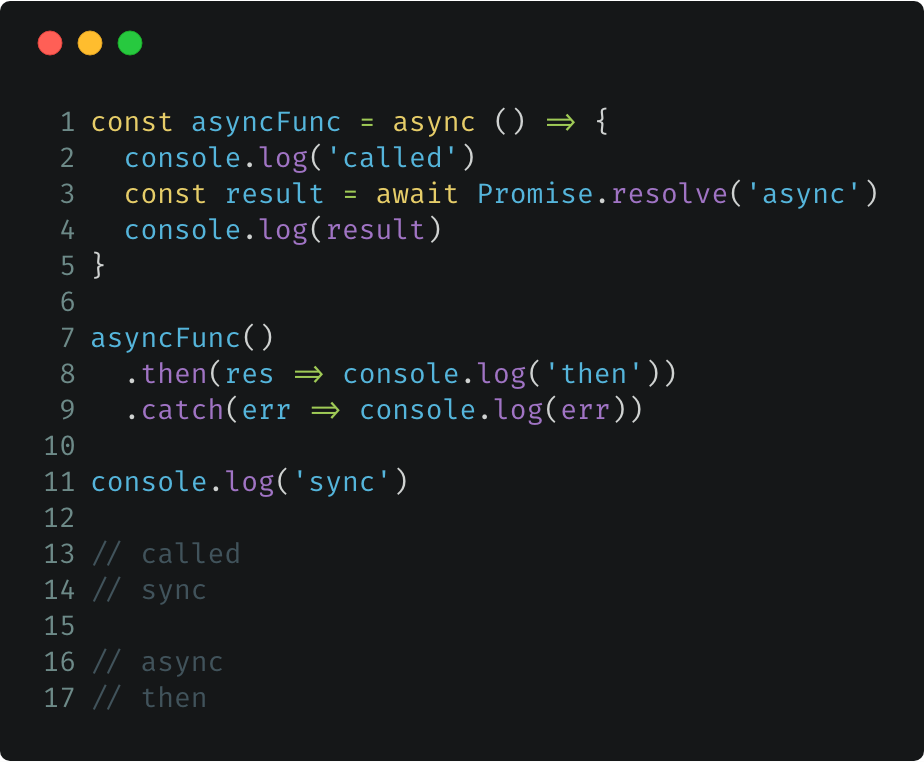 1 const asyncFunc = async () => {
2   console.log('called')
3   const result = await Promise.resolve('async')
4   console.log(result)
5 }
6
7 asyncFunc()
8   .then(res => console.log('then'))
9   .catch(err => console.log(err))
10
11 console.log('sync')
12
13 // called
14 // sync
15
16 // async
17 // then